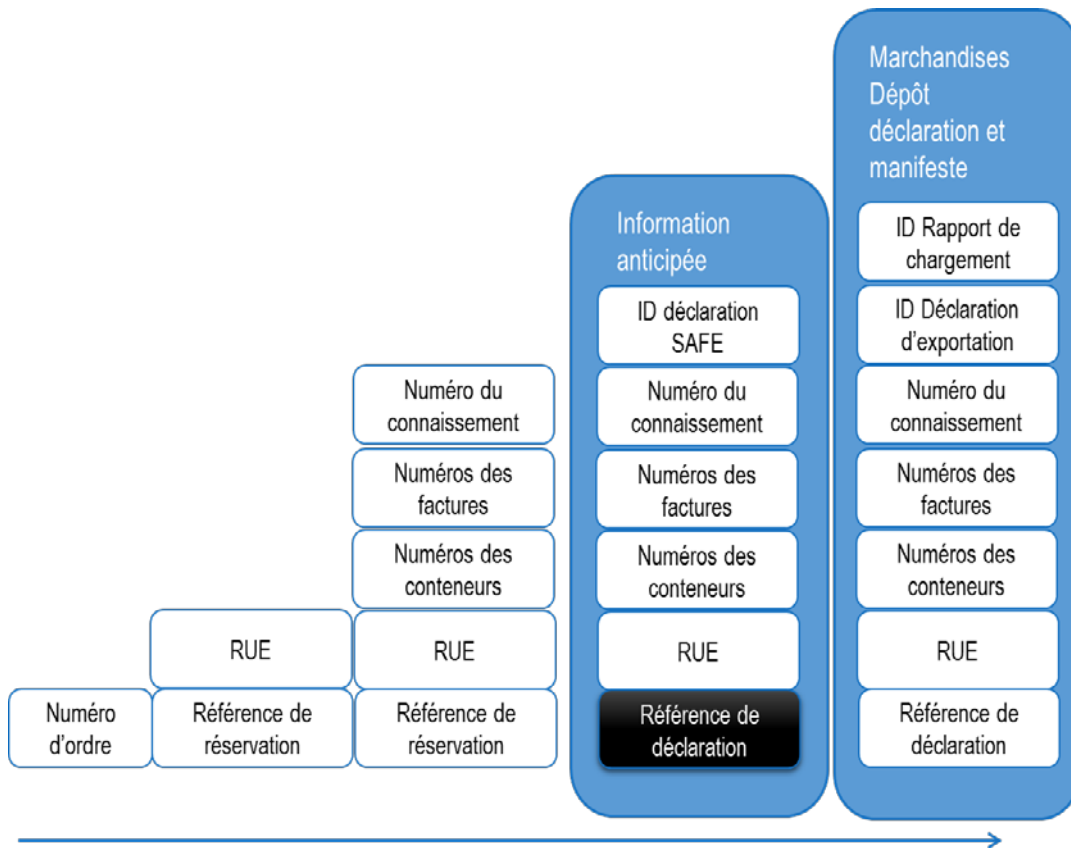 Numéro
d'ordre
RUE
Référence de
réservation
Numéro du
connaissement
Numéros des
factures
Numéros des
conteneurs
RUE
Référence de
réservation
Information
anticipée
ID déclaration
SAFE
Numéro du
connaissement
Numéros des
factures
Numéros des
conteneurs
RUE
Référence de
déclaration
Marchandises
Dépôt
déclaration et
manifeste
ID Rapport de
chargement
ID Déclaration
d'exportation
Numéro du
connaissement
Numéros des
factures
Numéros des
conteneurs
RUE
Référence de
déclaration